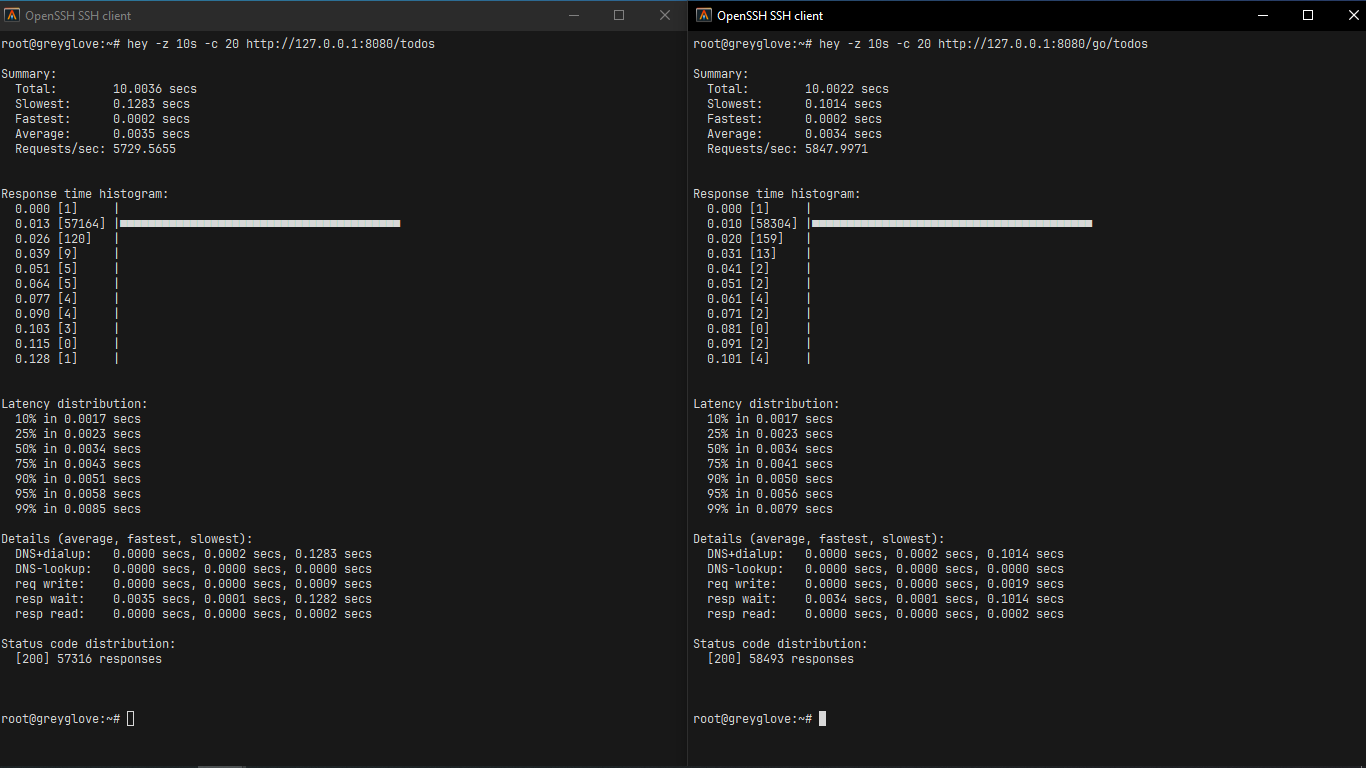 OpenSSH SSH client
root@greyglove:~# hey -z 10s -c 20 http://127.0.0.1:8080/todos
Summary:
Total: 10.0036 secs
Slowest: 0.1283 secs
Fastest: 0.0002 secs
Average: 0.0035 secs
Requests/sec: 5729.5655
Response time histogram:
0.000 [1] |
0.013 [57164] |■■■■■■■■■■■■■■■■■■■■■■■■■■■■■■■■■■■■■■■■
0.026 [120] |
0.039 [9] |
0.051 [5] |
0.064 [5] |
0.077 [4] |
0.090 [4] |
0.103 [3] |
0.115 [0] |
0.128 [1] |
Latency distribution:
10% in 0.0017 secs
25% in 0.0023 secs
50% in 0.0034 secs
75% in 0.0043 secs
90% in 0.0051 secs
95% in 0.0058 secs
99% in 0.0085 secs
Details (average, fastest, slowest):
DNS+dialup: 0.0000 secs, 0.0002 secs, 0.1283 secs
DNS-lookup: 0.0000 secs, 0.0000 secs, 0.0000 secs
req write: 0.0000 secs, 0.0000 secs, 0.0009 secs
resp wait: 0.0035 secs, 0.0001 secs, 0.1282 secs
resp read: 0.0000 secs, 0.0000 secs, 0.0002 secs
Status code distribution:
[200] 57316 responses
root@greyglove:~#
OpenSSH SSH client
root@greyglove:~# hey -z 10s -c 20 http://127.0.0.1:8080/go/todos
Summary:
Total: 10.0022 secs
Slowest: 0.1014 secs
Fastest: 0.0002 secs
Average: 0.0034 secs
Requests/sec: 5847.9971
Response time histogram:
0.000 [1] |
0.010 [58304] |■■■■■■■■■■■■■■■■■■■■■■■■■■■■■■■■■■■■■■■■
0.020 [159] |
0.031 [13] |
0.041 [2] |
0.051 [2] |
0.061 [4] |
0.071 [2] |
0.081 [0] |
0.091 [2] |
0.101 [4] |
Latency distribution:
10% in 0.0017 secs
25% in 0.0023 secs
50% in 0.0034 secs
75% in 0.0041 secs
90% in 0.0050 secs
95% in 0.0056 secs
99% in 0.0079 secs
Details (average, fastest, slowest):
DNS+dialup: 0.0000 secs, 0.0002 secs, 0.1014 secs
DNS-lookup: 0.0000 secs, 0.0000 secs, 0.0000 secs
req write: 0.0000 secs, 0.0000 secs, 0.0019 secs
resp wait: 0.0034 secs, 0.0001 secs, 0.1014 secs
resp read: 0.0000 secs, 0.0000 secs, 0.0002 secs
Status code distribution:
[200] 58493 responses
root@greyglove:~#